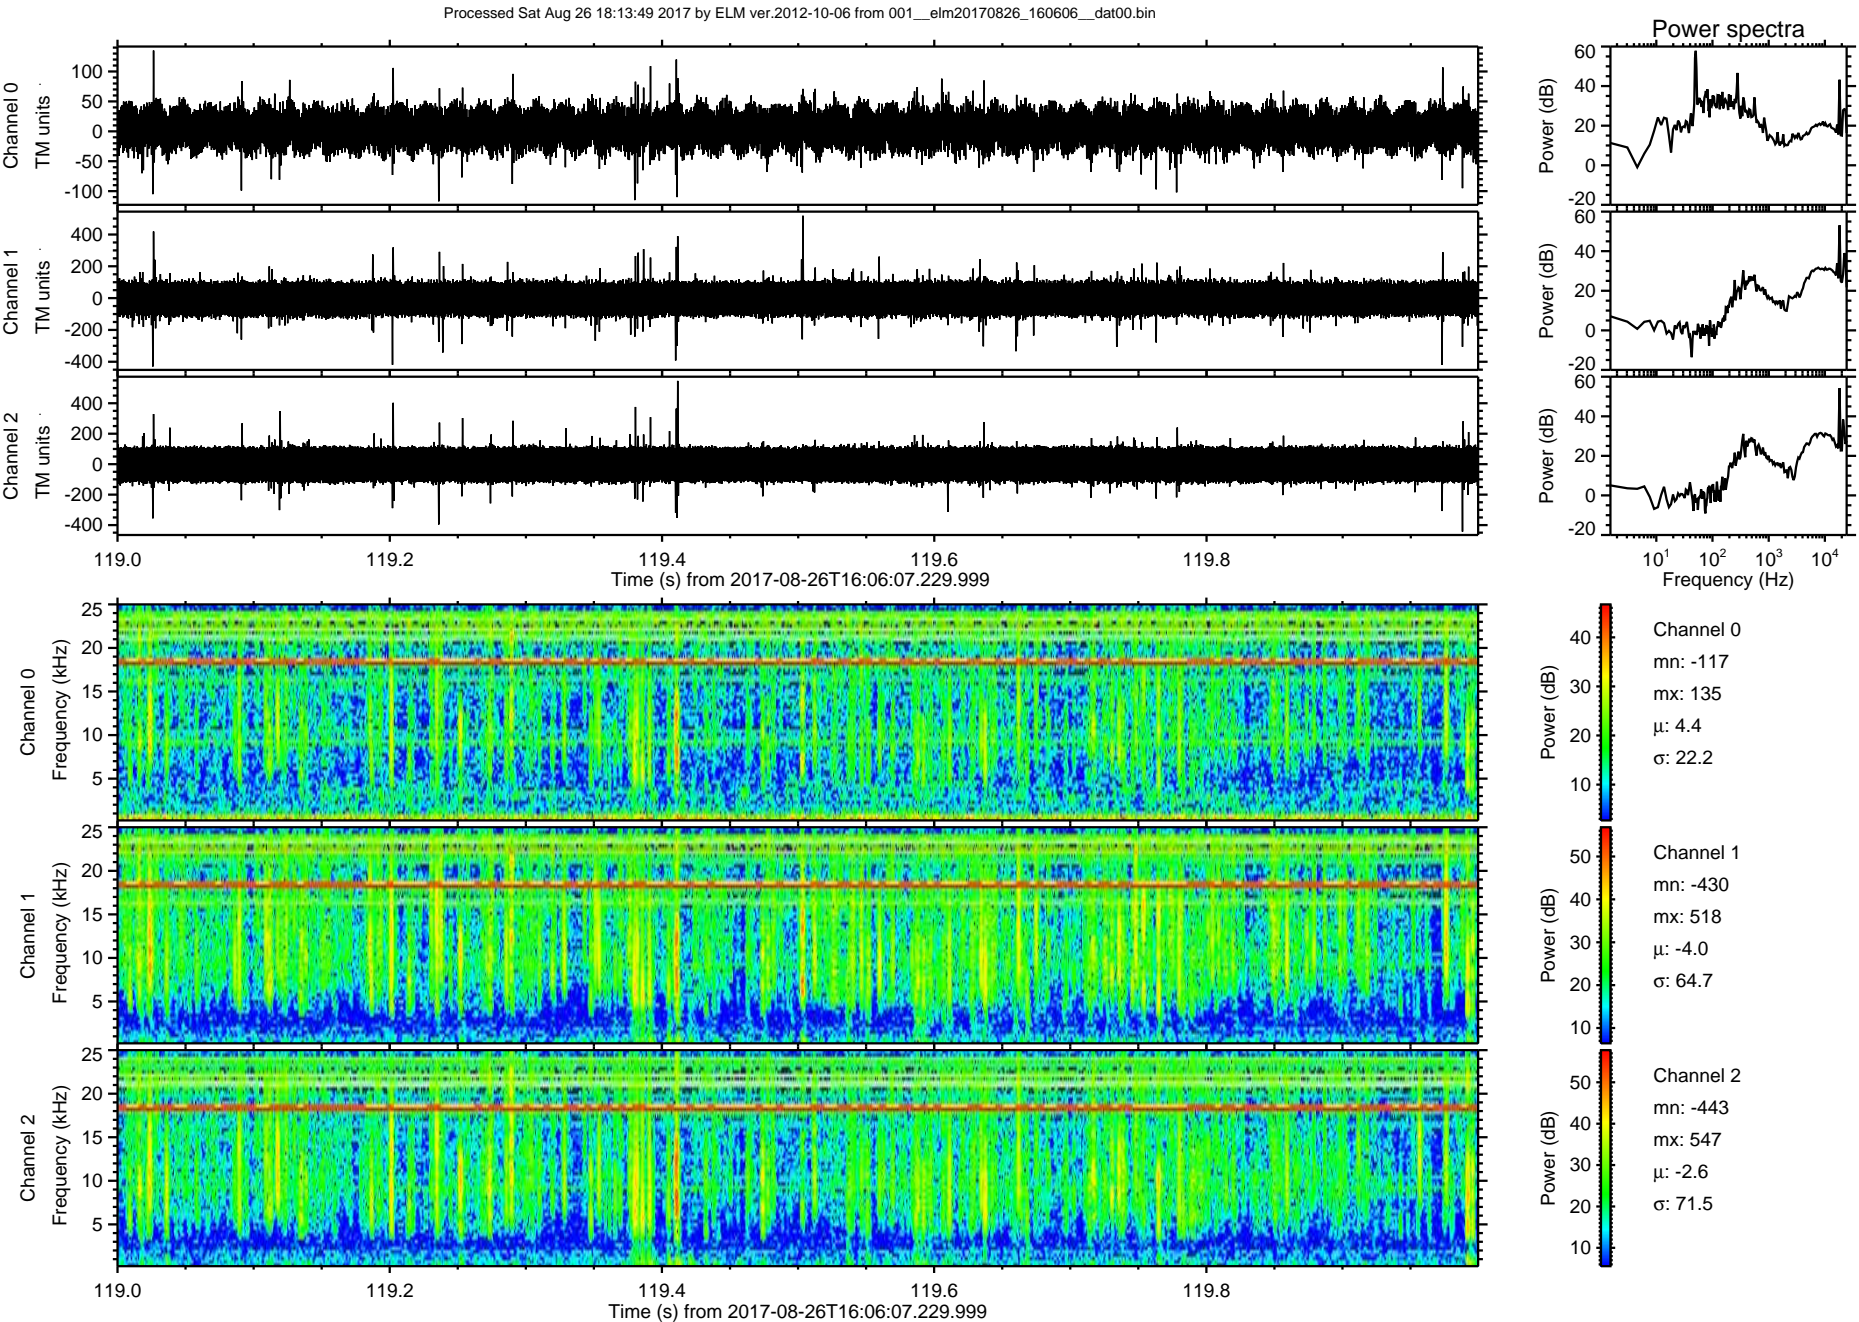 Processed Sat Aug 26 18:13:49 2017 by ELM ver.2012-10-06 from 001__elm20170826_160606__dat00.bin
Power spectra
Channel 0
TM units
100
50
0
-50
-100
Power (dB)
60
40
20
0
-20
Channel 1
TM units
400
200
0
-200
-400
Power (dB)
60
40
20
0
-20
Channel 2
TM units
400
200
0
-200
-400
Power (dB)
60
40
20
0
-20
119.0 119.2 119.4 119.6 119.8
Time (s) from 2017-08-26T16:06:07.229.999
10^1 10^2 10^3 10^4
Frequency (Hz)
Channel 0
Frequency (kHz)
25
20
15
10
5
Power (dB)
40
30
20
10
Channel 0
mn: -117
mx: 135
µ: 4.4
σ: 22.2
Channel 1
Frequency (kHz)
25
20
15
10
5
Power (dB)
50
40
30
20
10
Channel 1
mn: -430
mx: 518
µ: -4.0
σ: 64.7
Channel 2
Frequency (kHz)
25
20
15
10
5
Power (dB)
50
40
30
20
10
Channel 2
mn: -443
mx: 547
µ: -2.6
σ: 71.5
119.0 119.2 119.4 119.6 119.8
Time (s) from 2017-08-26T16:06:07.229.999